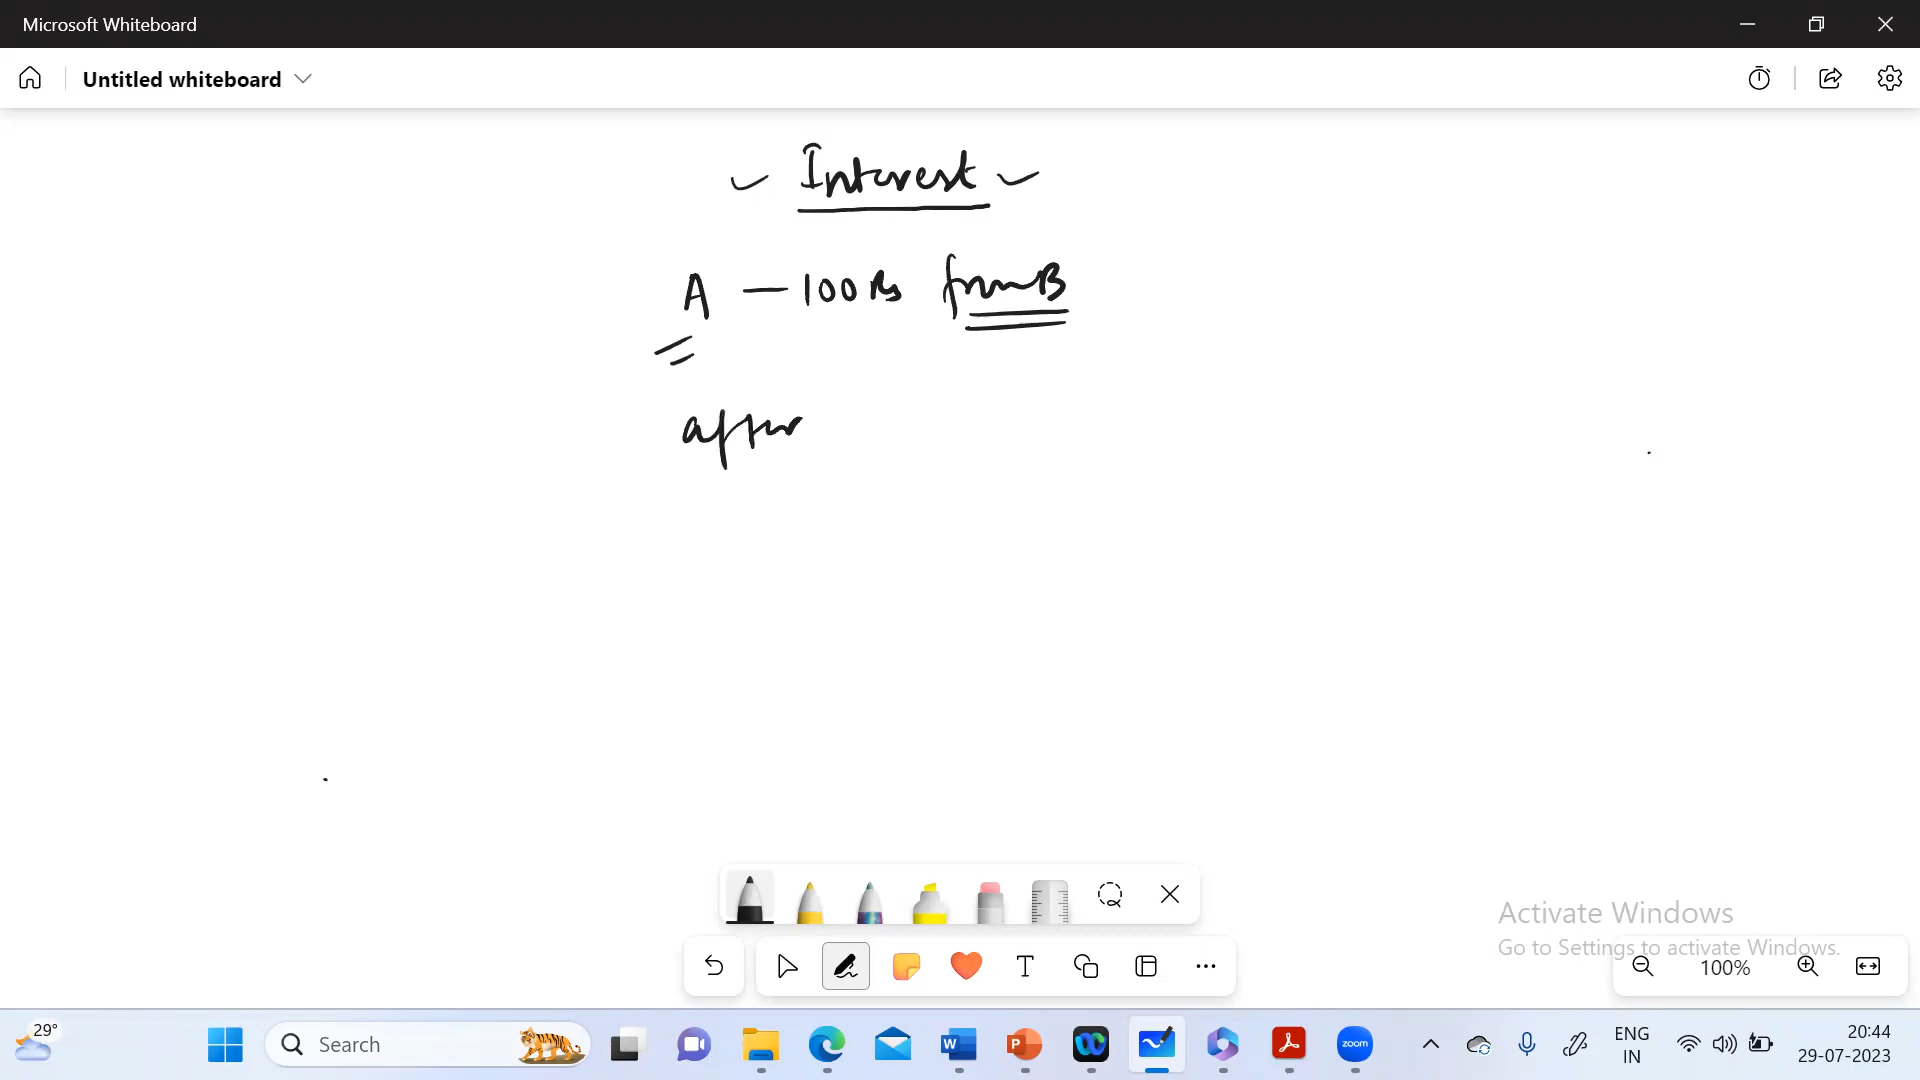 Microsoft Whiteboard
Untitled whiteboard
Interest
A — 100 Rs from B
after
Activate Windows
Go to Settings to activate Windows.
100%
29°
Search
zoom
ENG
IN
20:44
29-07-2023